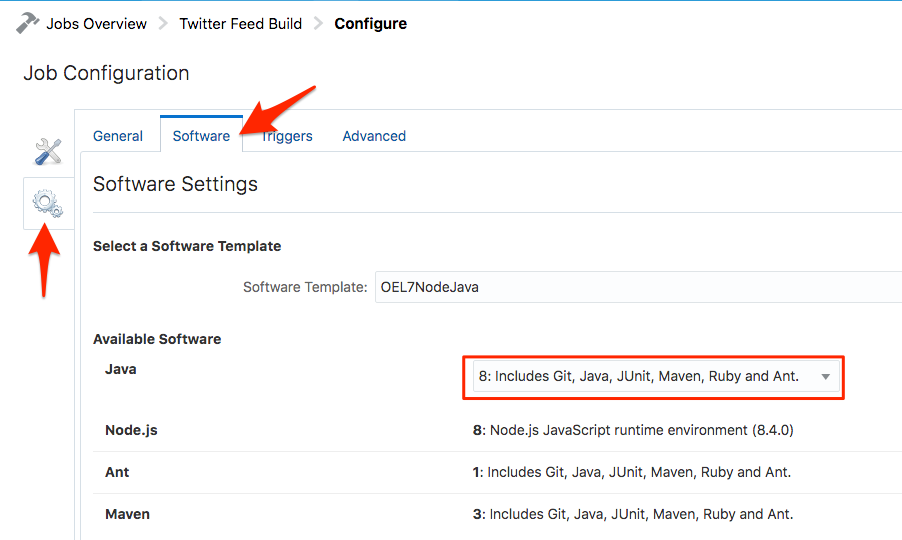 Jobs Overview Twitter Feed Build Configure
Job Configuration
General Software Triggers Advanced
Software Settings
Select a Software Template
Software Template: OEL7NodeJava
Available Software
Java 8: Includes Git, Java, JUnit, Maven, Ruby and Ant.
Node.js 8: Node.js JavaScript runtime environment (8.4.0)
Ant 1: Includes Git, Java, JUnit, Maven, Ruby and Ant.
Maven 3: Includes Git, Java, JUnit, Maven, Ruby and Ant.